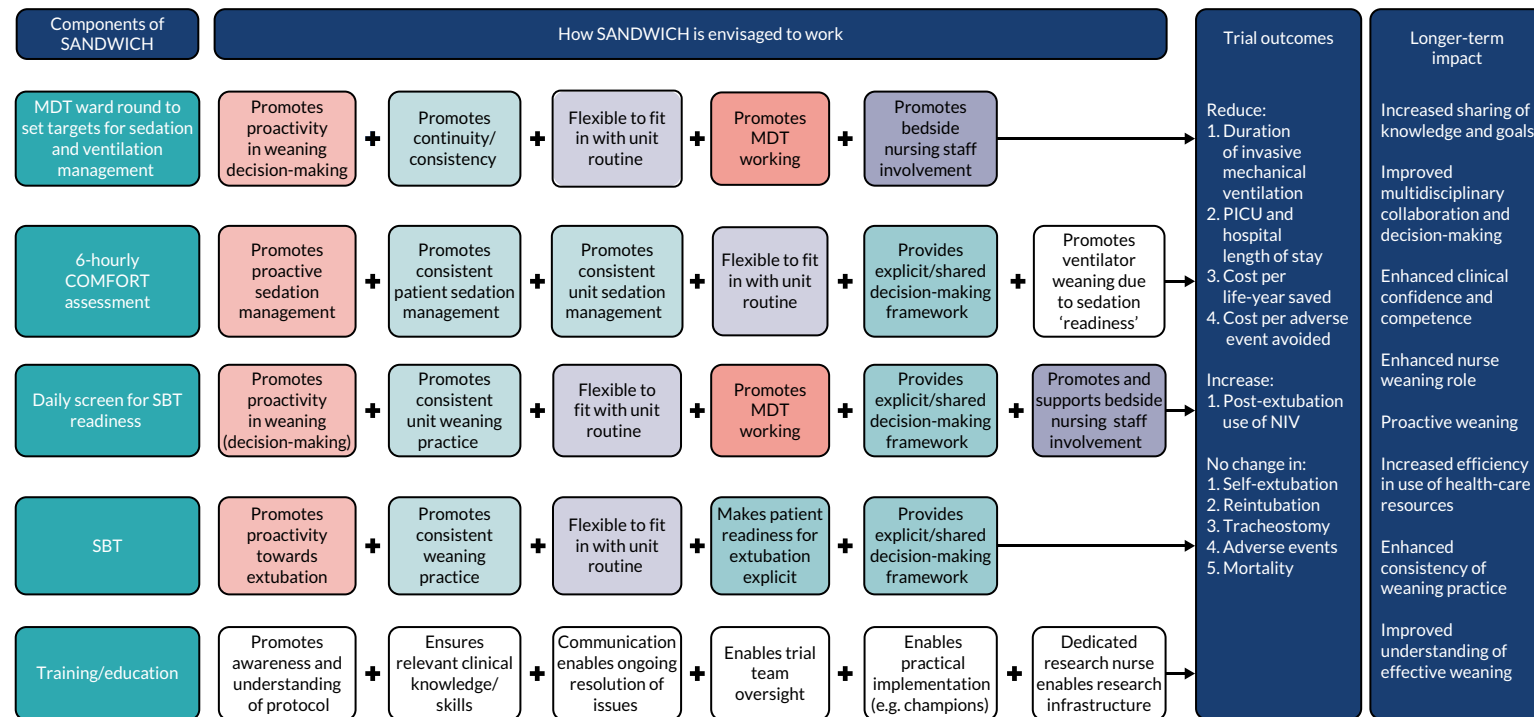 Components of
SANDWICH
How SANDWICH is envisaged to work
Trial outcomes
Longer-term
impact
MDT ward round to
set targets for sedation
and ventilation
management
Promotes
proactivity
in weaning
decision-making
+
Promotes
continuity/
consistency
+
Flexible to fit
in with unit
routine
+
Promotes
MDT
working
+
Promotes
bedside
nursing staff
involvement
6-hourly
COMFORT
assessment
Promotes
proactive
sedation
management
+
Promotes
consistent
patient sedation
management
+
Promotes
consistent
unit sedation
management
+
Flexible to fit
in with unit
routine
+
Provides
explicit/shared
decision-making
framework
+
Promotes
ventilator
weaning due
to sedation
‘readiness’
Daily screen for SBT
readiness
Promotes
proactivity
in weaning
(decision-making)
+
Promotes
consistent
unit weaning
practice
+
Flexible to
fit with unit
routine
+
Promotes
MDT
working
+
Provides
explicit/shared
decision-making
framework
+
Promotes and
supports bedside
nursing staff
involvement
SBT
Promotes
proactivity
towards
extubation
+
Promotes
consistent
weaning
practice
+
Flexible to fit
in with unit
routine
+
Makes patient
readiness for
extubation
explicit
+
Provides
explicit/shared
decision-making
framework
Training/education
Promotes
awareness and
understanding
of protocol
+
Ensures
relevant clinical
knowledge/
skills
+
Communication
enables ongoing
resolution of
issues
+
Enables trial
team
oversight
+
Enables
practical
implementation
(e.g. champions)
+
Dedicated
research nurse
enables research
infrastructure
Reduce:
1. Duration
of invasive
mechanical
ventilation
2. PICU and
hospital
length of stay
3. Cost per
life-year saved
4. Cost per adverse
event avoided
Increase:
1. Post-extubation
use of NIV
No change in:
1. Self-extubation
2. Reintubation
3. Tracheostomy
4. Adverse events
5. Mortality
Increased sharing of
knowledge and goals
Improved
multidisciplinary
collaboration and
decision-making
Enhanced clinical
confidence and
competence
Enhanced nurse
weaning role
Proactive weaning
Increased efficiency
in use of health-care
resources
Enhanced
consistency of
weaning practice
Improved
understanding of
effective weaning